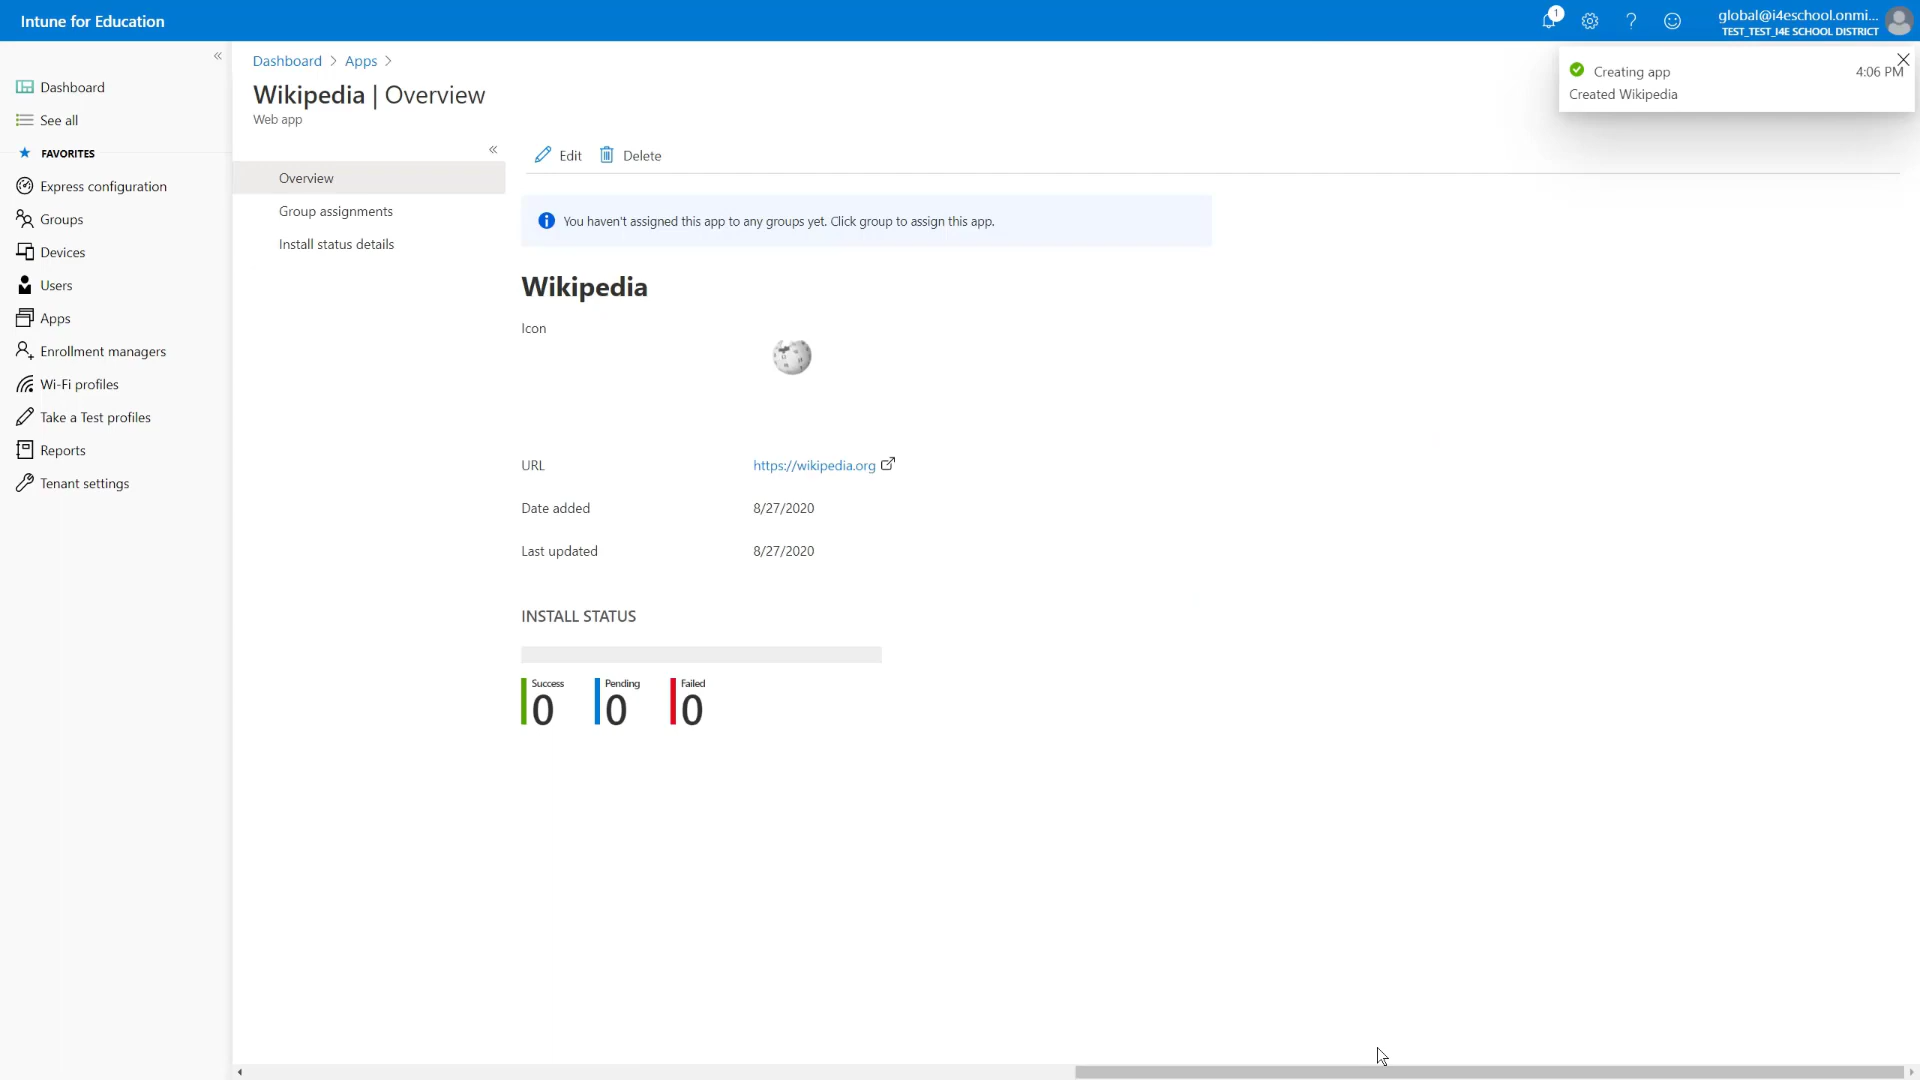 Intune for Education
1
global@i4eschool.onmi...
TEST_TEST_I4E SCHOOL DISTRICT
Creating app 4:06 PM
Created Wikipedia
Dashboard
See all
FAVORITES
Express configuration
Groups
Devices
Users
Apps
Enrollment managers
Wi-Fi profiles
Take a Test profiles
Reports
Tenant settings
Dashboard > Apps >
Wikipedia | Overview
Web app
Overview
Group assignments
Install status details
Edit Delete
You haven't assigned this app to any groups yet. Click group to assign this app.
Wikipedia
Icon
URL https://wikipedia.org
Date added 8/27/2020
Last updated 8/27/2020
INSTALL STATUS
Success Pending Failed
0 0 0